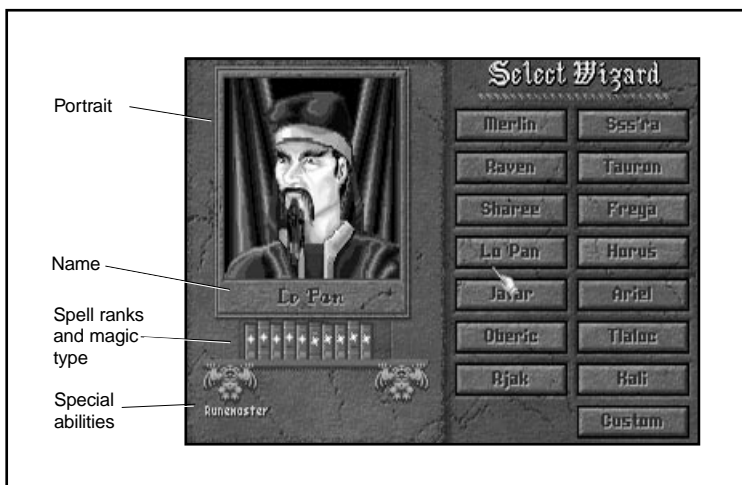 Portrait
Name
Spell ranks
and magic
type
Special
abilities
Lo Pan
Runemaster
Select Wizard
Merlin Sss'ra
Raven Tauron
Sharee Freya
Lo Pan Horus
Jafar Ariel
Oberic Tlaloc
Rjak Kali
Custom